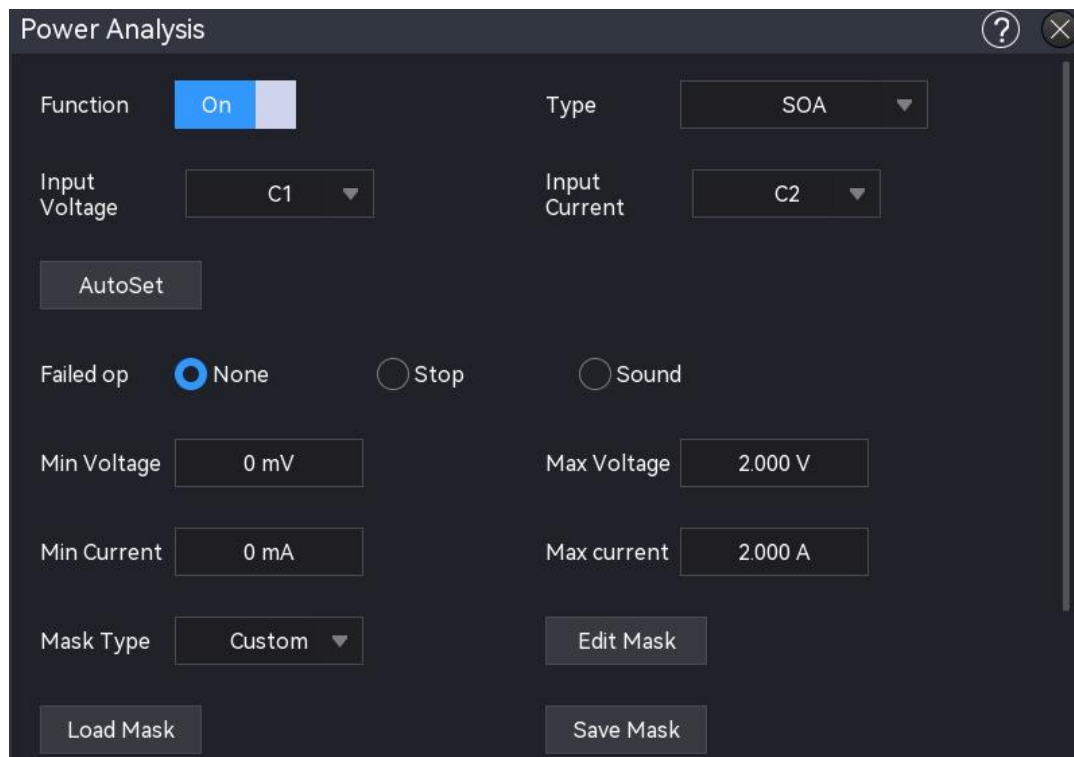 Power Analysis ?
Function On Type SOA
Input Voltage C1 Input Current C2
AutoSet
Failed op None Stop Sound
Min Voltage 0 mV Max Voltage 2.000 V
Min Current 0 mA Max current 2.000 A
Mask Type Custom Edit Mask
Load Mask Save Mask